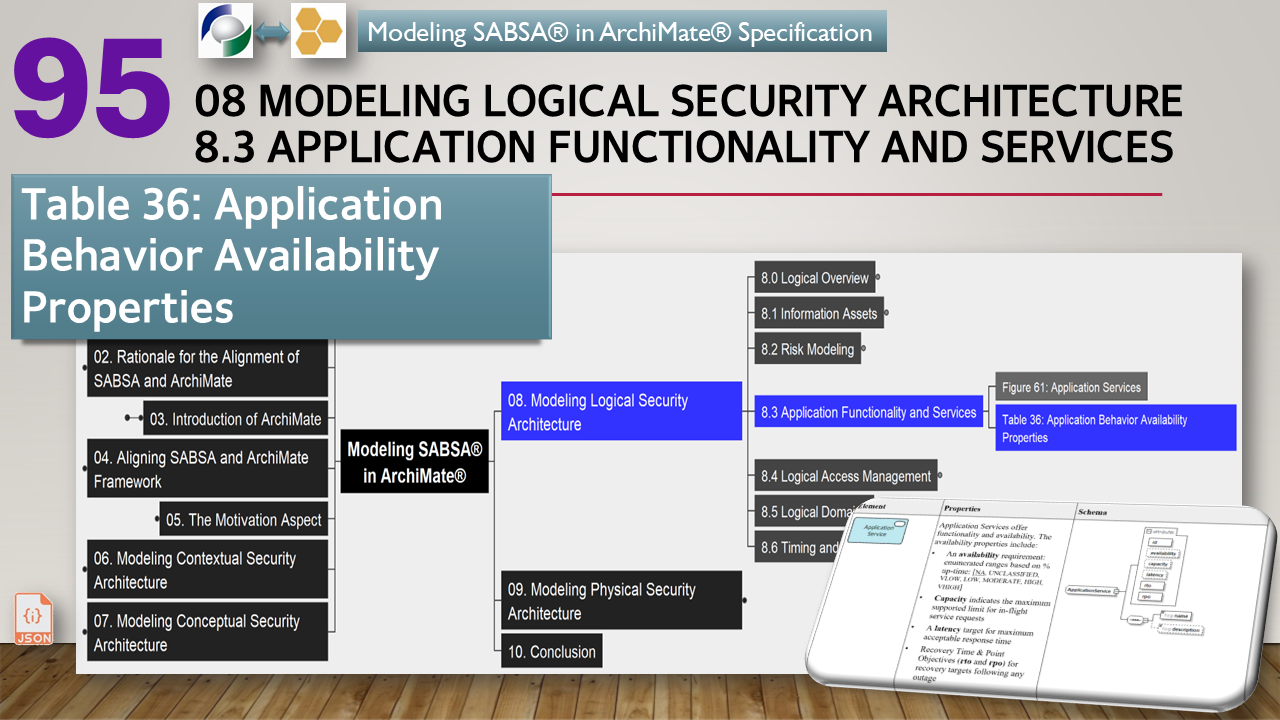 95
Modeling SABSA® in ArchiMate® Specification
08 MODELING LOGICAL SECURITY ARCHITECTURE
8.3 APPLICATION FUNCTIONALITY AND SERVICES
Table 36: Application
Behavior Availability
Properties
02. Rationale for the Alignment of
SABSA and ArchiMate
03. Introduction of ArchiMate
04. Aligning SABSA and ArchiMate
Framework
05. The Motivation Aspect
06. Modeling Contextual Security
Architecture
07. Modeling Conceptual Security
Architecture
Modeling SABSA®
in ArchiMate®
08. Modeling Logical Security
Architecture
09. Modeling Physical Security
Architecture
10. Conclusion
8.0 Logical Overview
8.1 Information Assets
8.2 Risk Modeling
8.3 Application Functionality and Services
8.4 Logical Access Management
8.5 Logical Doma
8.6 Timing and
Figure 61: Application Services
Table 36: Application Behavior Availability
Properties
Element
Properties
Schema
Application
Service
Application Services offer
functionality and availability. The
availability properties include:
• An availability requirement:
enumerated ranges based on %
up-time: [NA, UNCLASSIFIED,
VLOW, LOW, MODERATE, HIGH,
VHIGH]
• Capacity indicates the maximum
supported limit for in-flight
service requests
• A latency target for maximum
acceptable response time
• Recovery Time & Point
Objectives (rto and rpo) for
recovery targets following any
outage
ApplicationService
attributes
id
availability
capacity
latency
rto
rpo
name
description
JSON